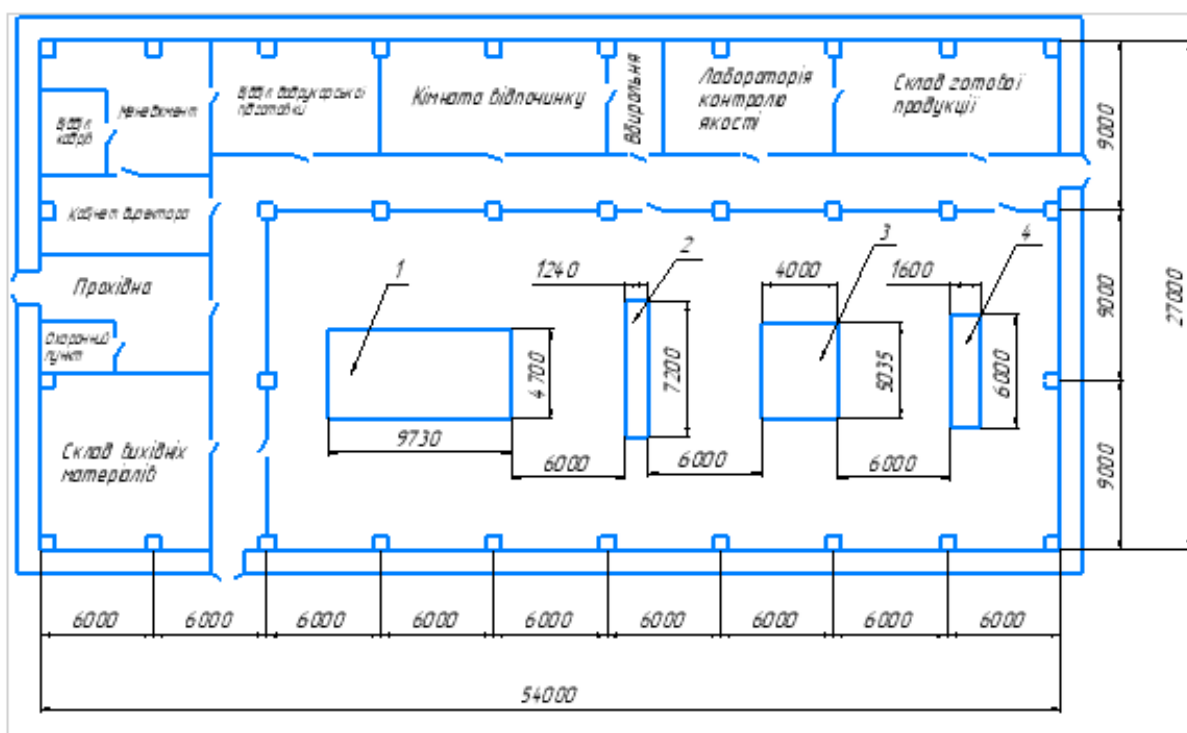 Менеджмент
Відділ
кадрів
Відділ додрукарської
підготовки
Кімната відпочинку
Вбиральня
Лабораторія
контролю
якості
Склад готової
продукції
9000
Кабінет директора
Прохідна
Охоронний
пункт
Склад вихідних
матеріалів
1
1240
2
4000
3
1600
4
4700
7200
5035
6000
9730
6000
6000
6000
9000
9000
27000
6000
6000
6000
6000
6000
6000
6000
6000
6000
54000